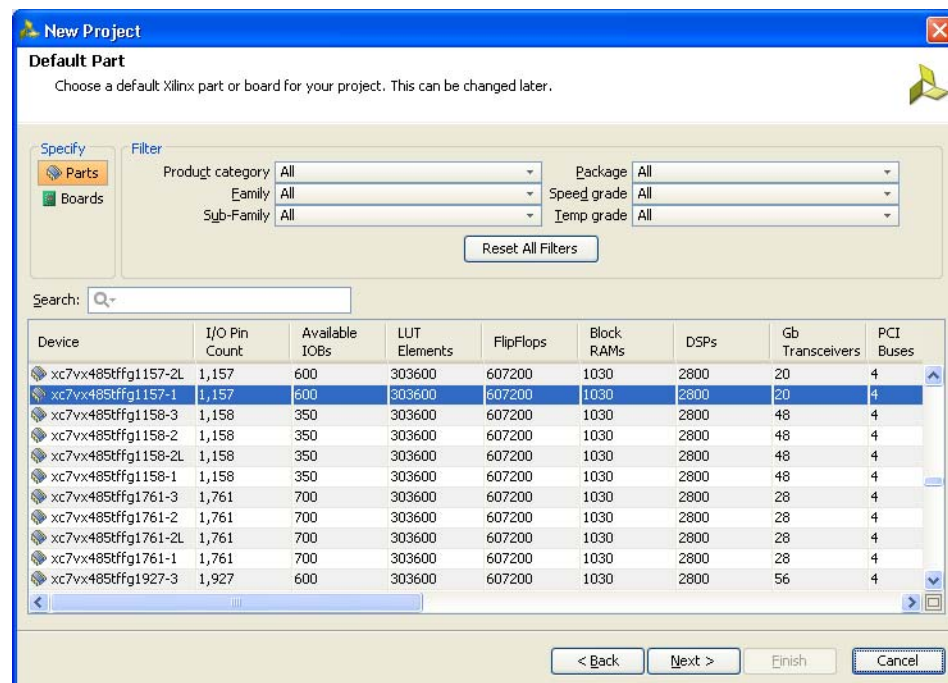 New Project
Default Part
Choose a default Xilinx part or board for your project. This can be changed later.
Specify
Filter
Parts
Boards
Product category All
Family All
Sub-Family All
Package All
Speed grade All
Temp grade All
Reset All Filters
Search:
Device I/O Pin Count Available IOBs LUT Elements FlipFlops Block RAMs DSPs Gb Transceivers PCI Buses
xc7vx485tffg1157-2L 1,157 600 303600 607200 1030 2800 20 4
xc7vx485tffg1157-1 1,157 600 303600 607200 1030 2800 20 4
xc7vx485tffg1158-3 1,158 350 303600 607200 1030 2800 48 4
xc7vx485tffg1158-2 1,158 350 303600 607200 1030 2800 48 4
xc7vx485tffg1158-2L 1,158 350 303600 607200 1030 2800 48 4
xc7vx485tffg1158-1 1,158 350 303600 607200 1030 2800 48 4
xc7vx485tffg1761-3 1,761 700 303600 607200 1030 2800 28 4
xc7vx485tffg1761-2 1,761 700 303600 607200 1030 2800 28 4
xc7vx485tffg1761-2L 1,761 700 303600 607200 1030 2800 28 4
xc7vx485tffg1761-1 1,761 700 303600 607200 1030 2800 28 4
xc7vx485tffg1927-3 1,927 600 303600 607200 1030 2800 56 4
< Back
Next >
Finish
Cancel